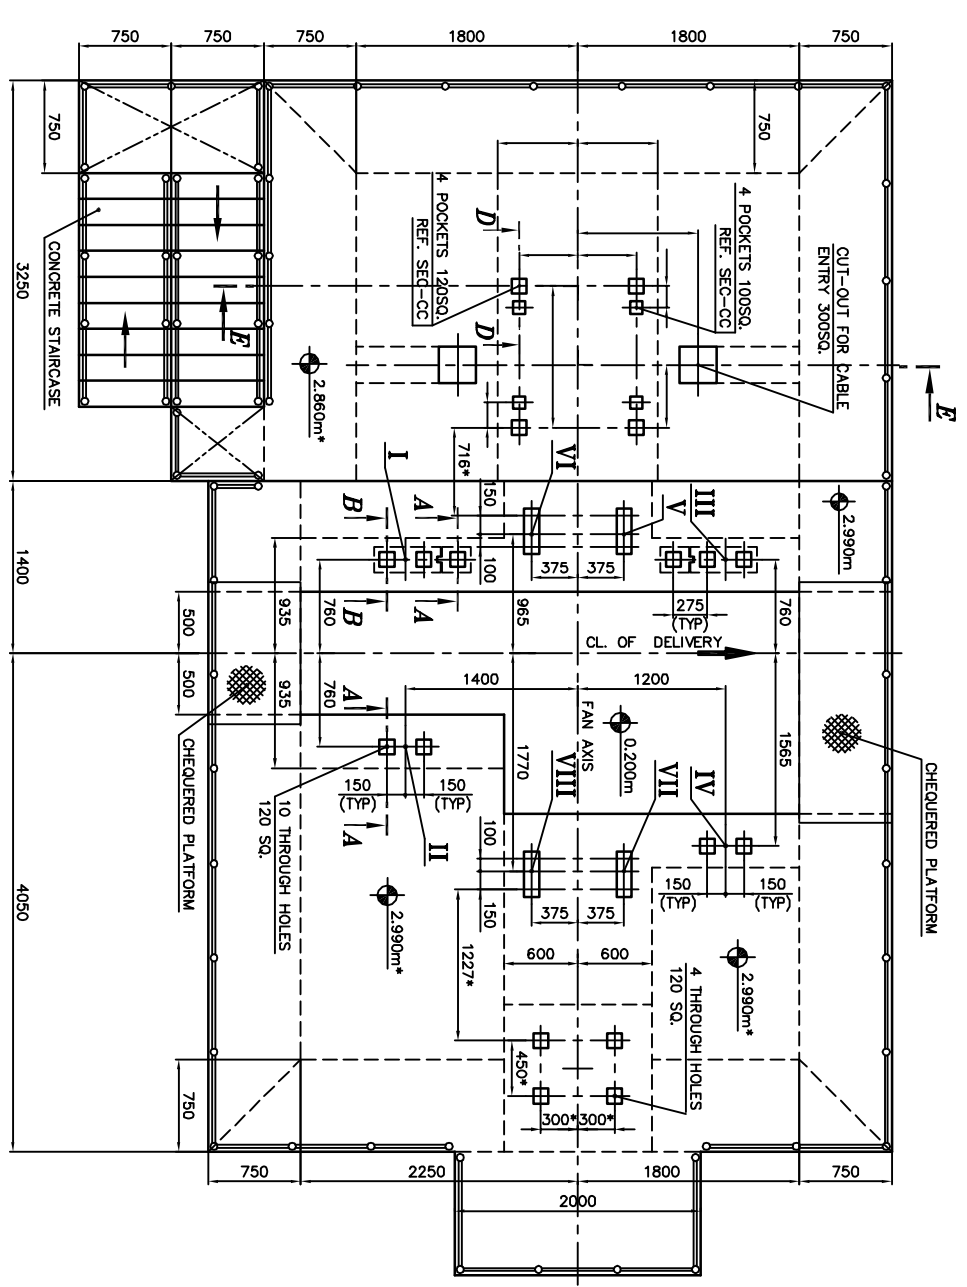 750
750
750
1800
1800
750
3250
1400
4050
750
750
4 POCKETS 120SQ.
REF. SEC-CC
4 POCKETS 100SQ.
REF. SEC-CC
CUT-OUT FOR CABLE
ENTRY 300SQ.
D
D
E
E
CONCRETE STAIRCASE
2.860m*
2.990m
I
VI
V
III
716*
150
100
375
375
B
A
B
A
275
(TYP)
760
935
760
965
500
500
935
760
CL. OF DELIVERY
1400
1200
1770
1565
FAN AXIS
0.200m
CHEQUERED PLATFORM
CHEQUERED PLATFORM
A
A
150
(TYP)
150
(TYP)
10 THROUGH HOLES
120 SQ.
II
VIII
VII
IV
100
150
375
375
150
(TYP)
150
(TYP)
2.990m*
2.990m*
1227*
600
600
4 THROUGH HOLES
120 SQ.
450*
300*
300*
750
750
2250
1800
750
2000